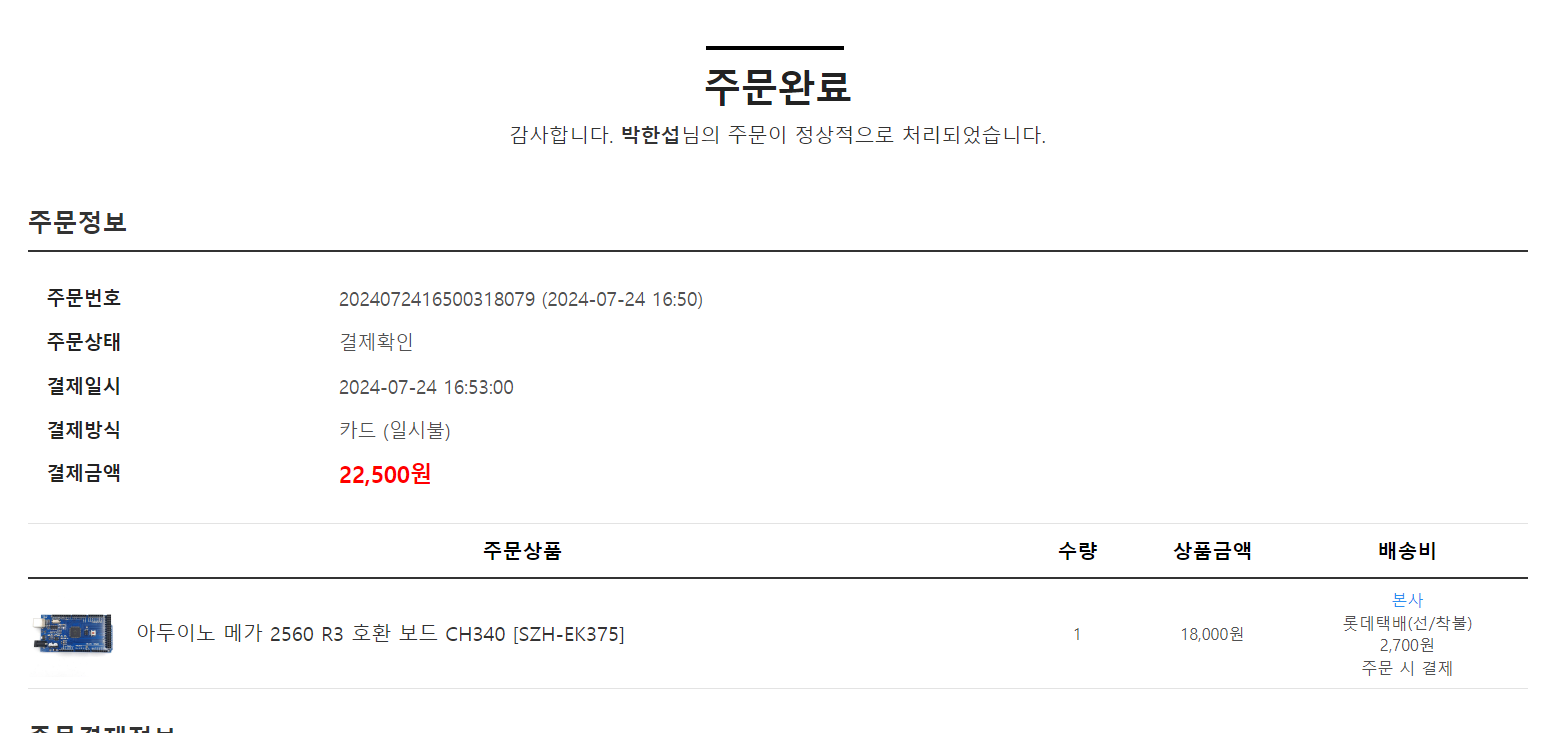 주문완료
감사합니다. 박한섭님의 주문이 정상적으로 처리되었습니다.
주문정보
주문번호 2024072416500318079 (2024-07-24 16:50)
주문상태 결제확인
결제일시 2024-07-24 16:53:00
결제방식 카드 (일시불)
결제금액 22,500원
주문상품 수량 상품금액 배송비
아두이노 메가 2560 R3 호환 보드 CH340 [SZH-EK375] 1 18,000원
본사
롯데택배(선/착불)
2,700원
주문 시 결제
주문결제정보